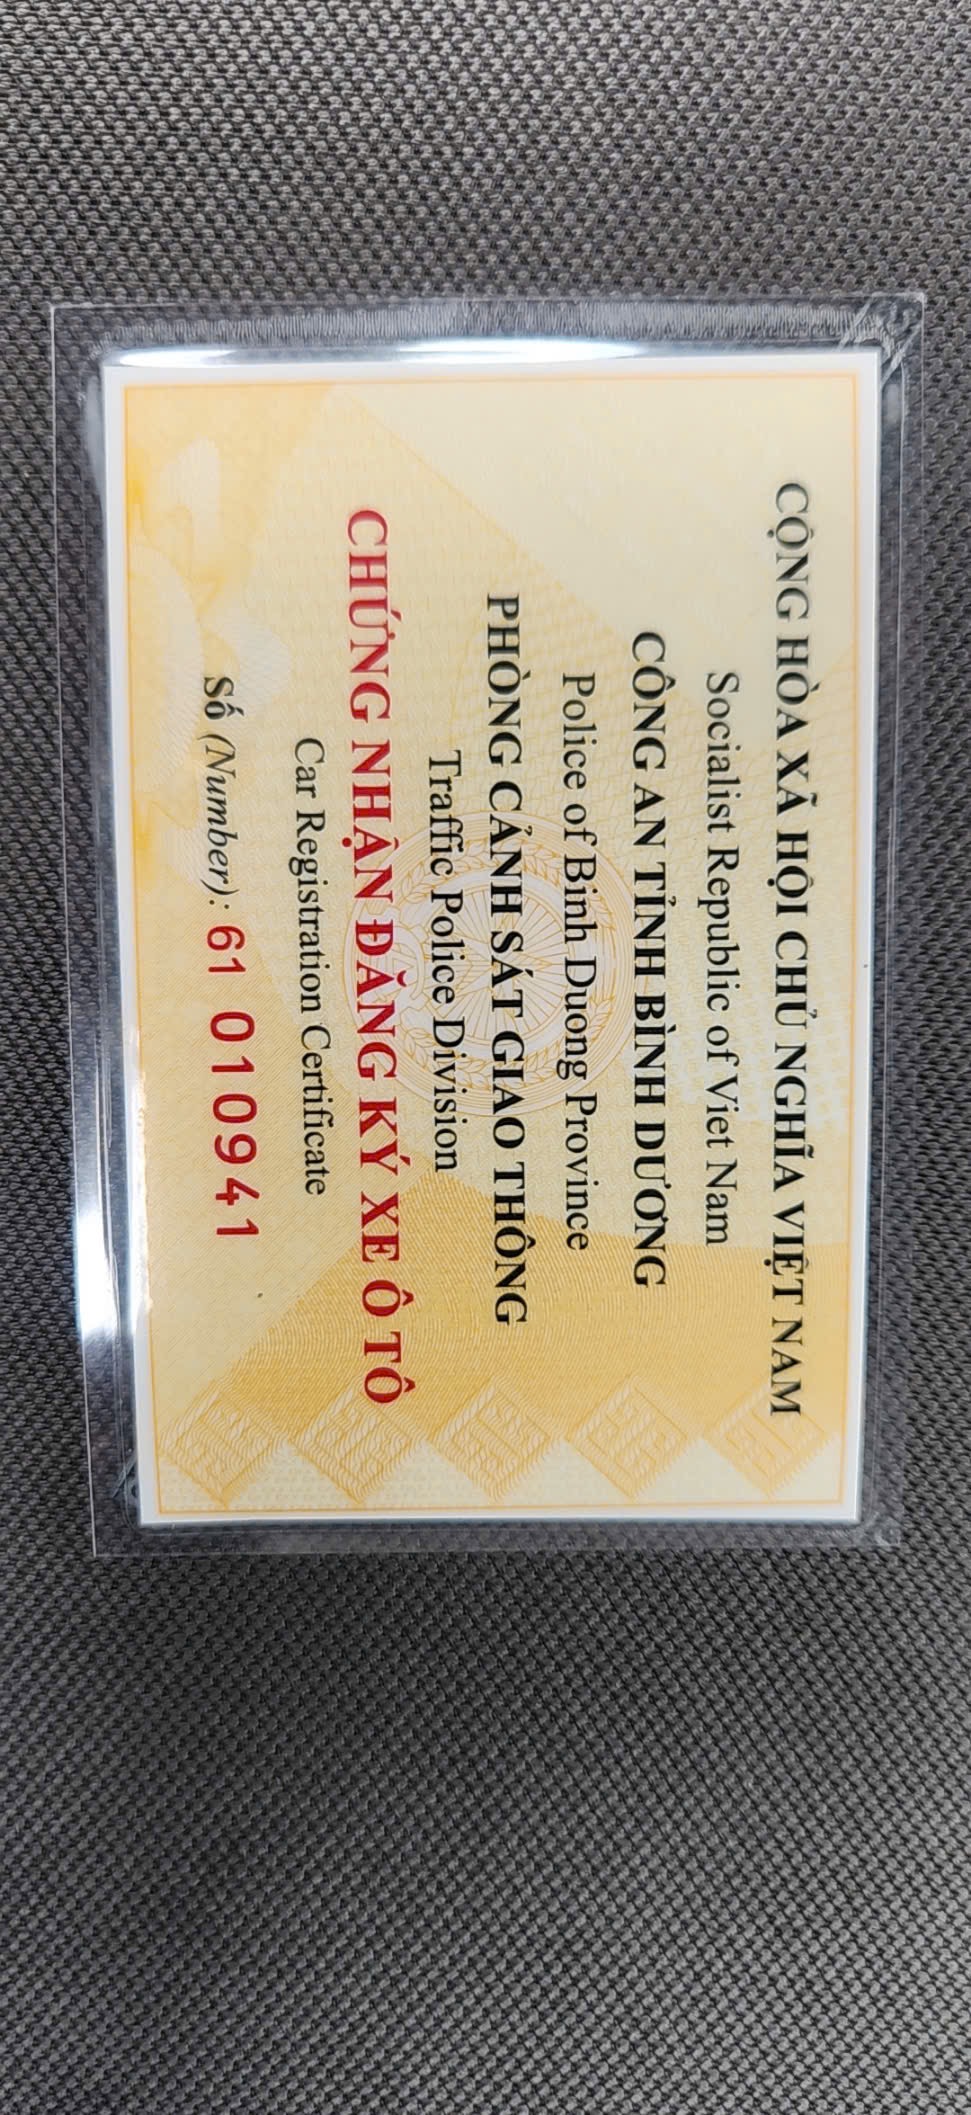 CỘNG HÒA XÃ HỘI CHỦ NGHĨA VIỆT NAM
Socialist Republic of Viet Nam
CÔNG AN TỈNH BÌNH DƯƠNG
Police of Binh Duong Province
PHÒNG CẢNH SÁT GIAO THÔNG
Traffic Police Division
CHỨNG NHẬN ĐĂNG KÝ XE Ô TÔ
Car Registration Certificate
Số (Number): 61 010941